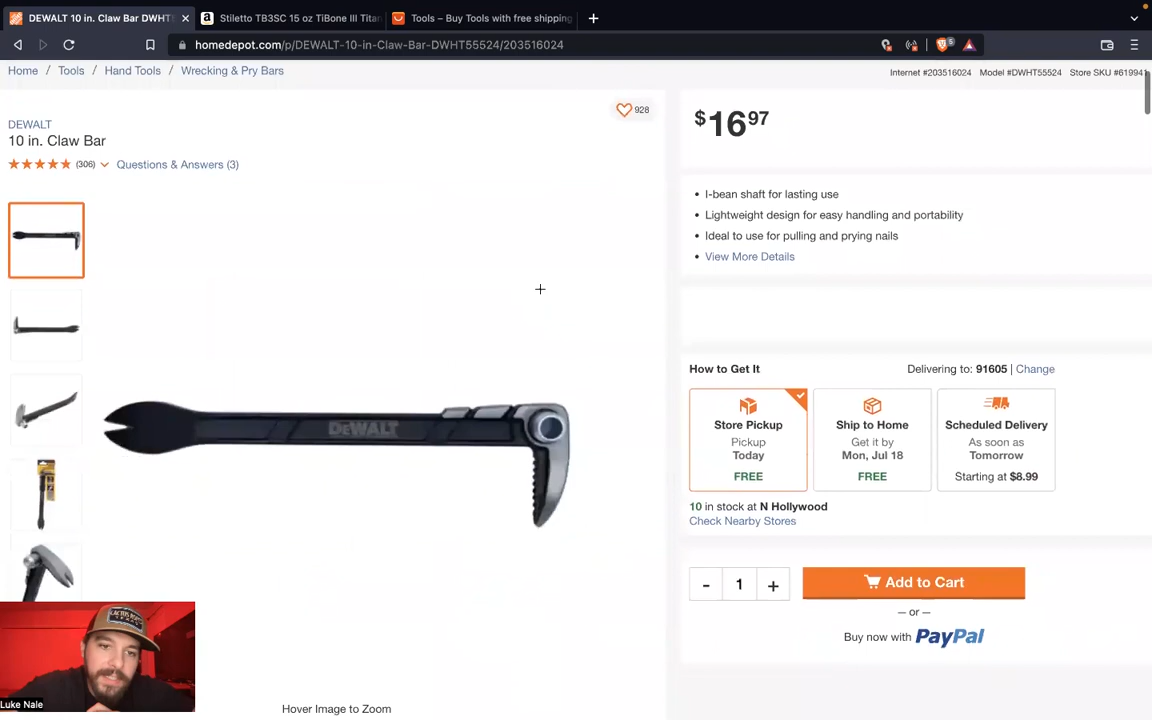 DEWALT 10 in. Claw Bar DWHT5
Stiletto TB3SC 15 oz TiBone III Titan
Tools – Buy Tools with free shipping
homedepot.com/p/DEWALT-10-in-Claw-Bar-DWHT55524/203516024
5
Home / Tools / Hand Tools / Wrecking & Pry Bars
Internet #203516024 Model #DWHT55524 Store SKU #619941
928
DEWALT
10 in. Claw Bar
(306) Questions & Answers (3)
$16 97
• I-bean shaft for lasting use
• Lightweight design for easy handling and portability
• Ideal to use for pulling and prying nails
• View More Details
DEWALT
How to Get It
Delivering to: 91605 | Change
Store Pickup
Pickup
Today
FREE
Ship to Home
Get it by
Mon, Jul 18
FREE
Scheduled Delivery
As soon as
Tomorrow
Starting at $8.99
10 in stock at N Hollywood
Check Nearby Stores
- 1 +
Add to Cart
— or —
Buy now with PayPal
Luke Nale
Hover Image to Zoom